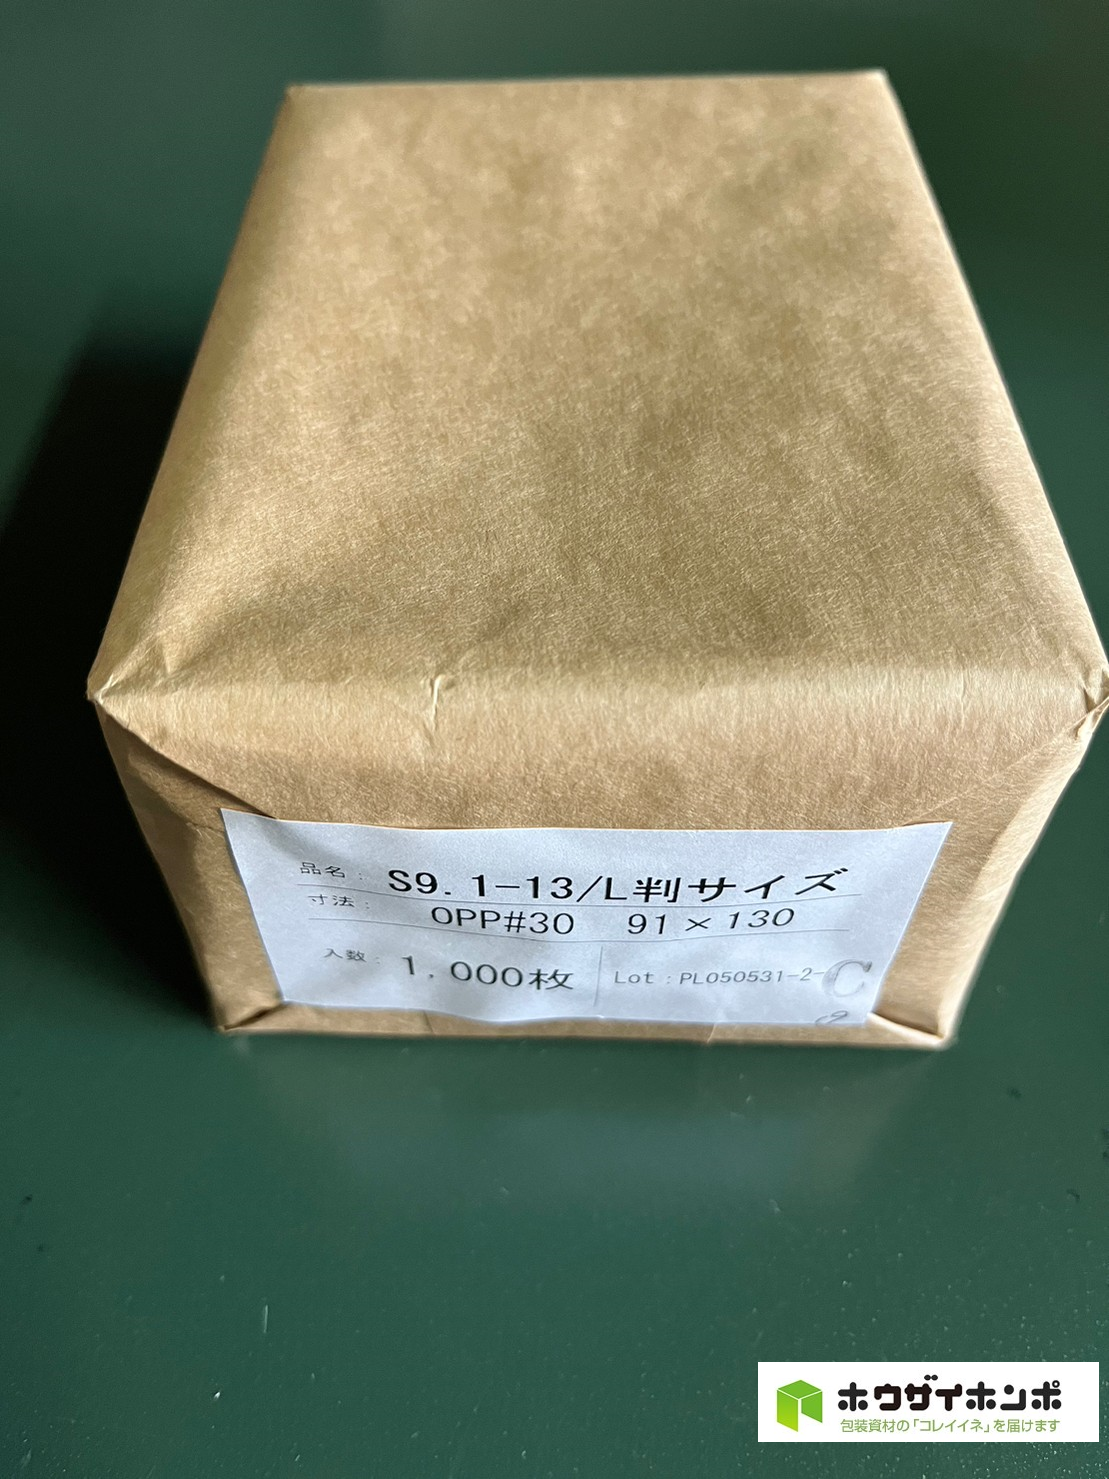 品名: S9.1-13/L判サイズ
寸法: OPP#30 91×130
入数: 1,000枚 Lot:PL050531-2-C
ホウザイホンポ
包装資材の「コレイイネ」を届けます